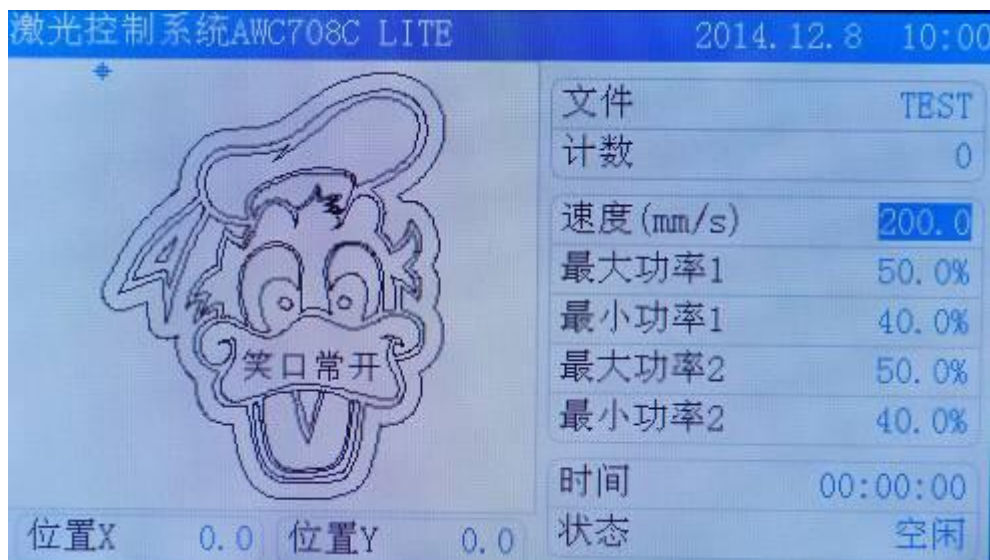 激光控制系统AWC708C LITE 2014.12.8 10:00
文件 TEST
计数 0
速度(mm/s) 200.0
最大功率1 50.0%
最小功率1 40.0%
最大功率2 50.0%
最小功率2 40.0%
时间 00:00:00
状态 空闲
笑口常开
位置X 0.0 位置Y 0.0